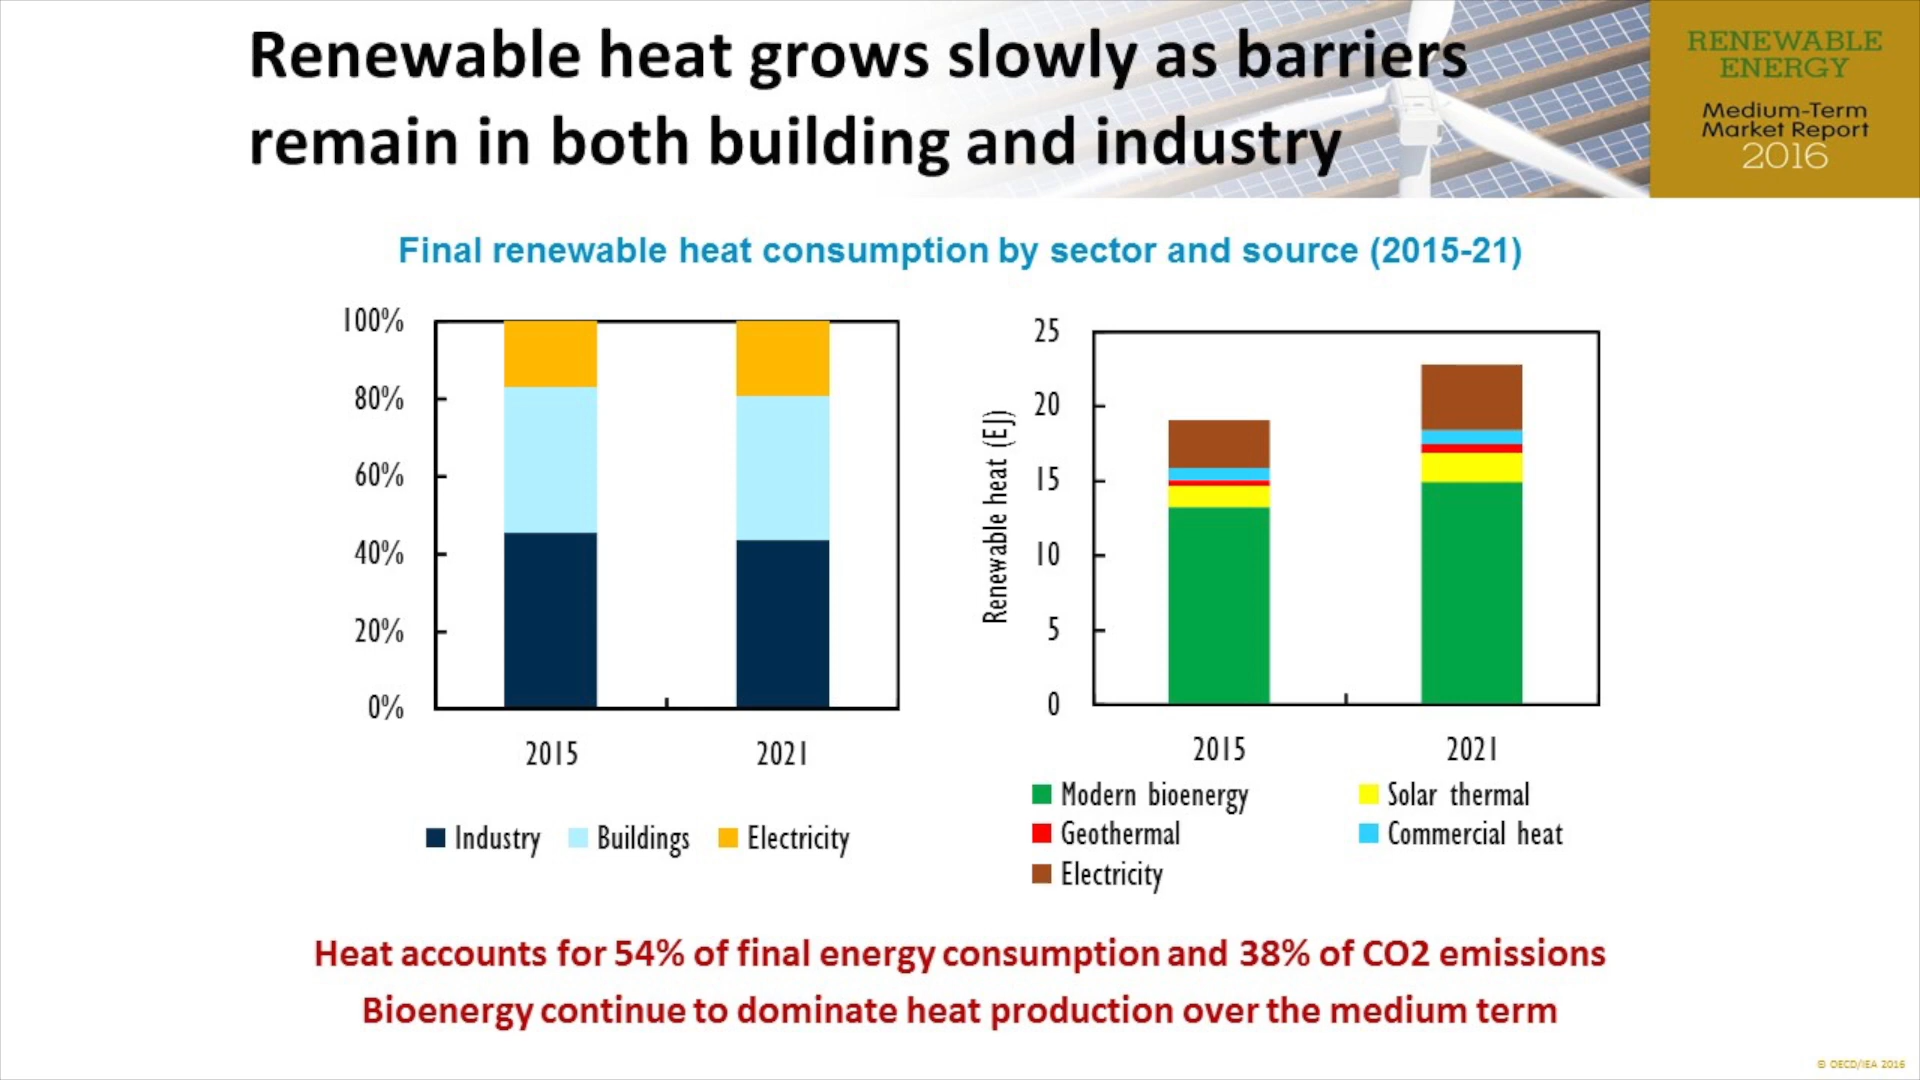 Renewable heat grows slowly as barriers
remain in both building and industry
RENEWABLE
ENERGY
Medium-Term
Market Report
2016
Final renewable heat consumption by sector and source (2015-21)
100%
80%
60%
40%
20%
0%
2015 2021
Industry Buildings Electricity
Renewable heat (EJ)
25
20
15
10
5
0
2015 2021
Modern bioenergy Solar thermal
Geothermal Commercial heat
Electricity
Heat accounts for 54% of final energy consumption and 38% of CO2 emissions
Bioenergy continue to dominate heat production over the medium term
© OECD/IEA 2016